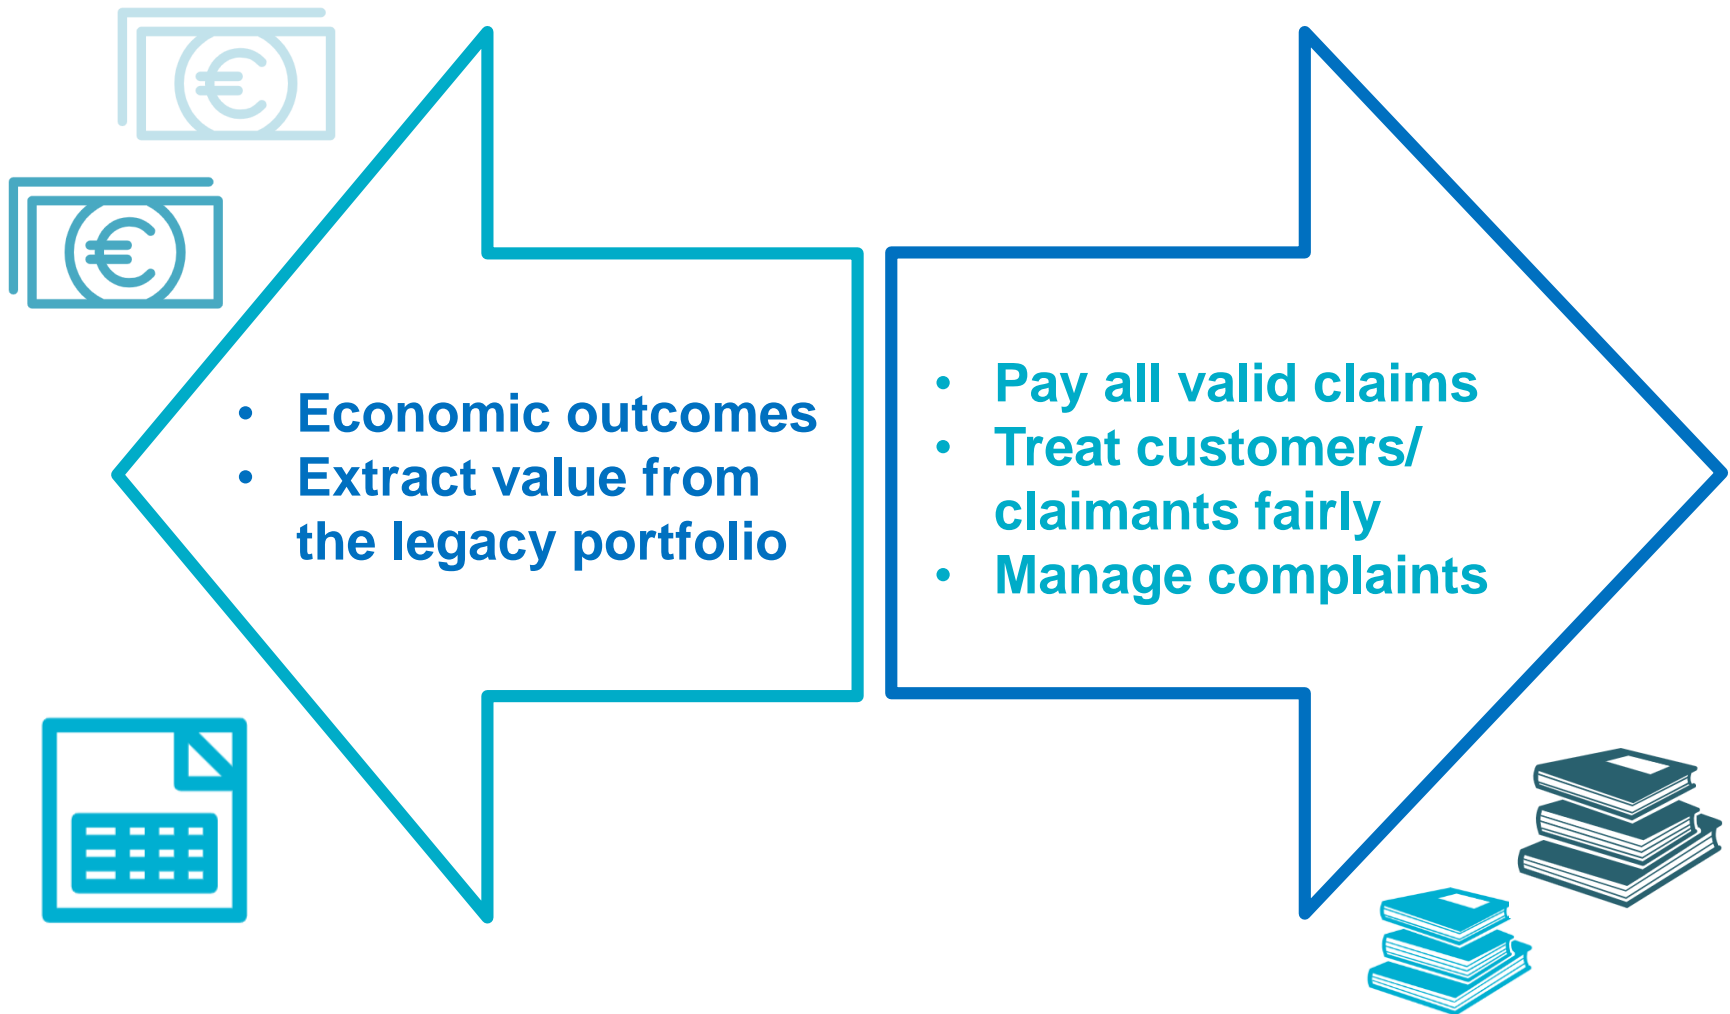 • Economic outcomes
• Extract value from
the legacy portfolio
• Pay all valid claims
• Treat customers/
claimants fairly
• Manage complaints